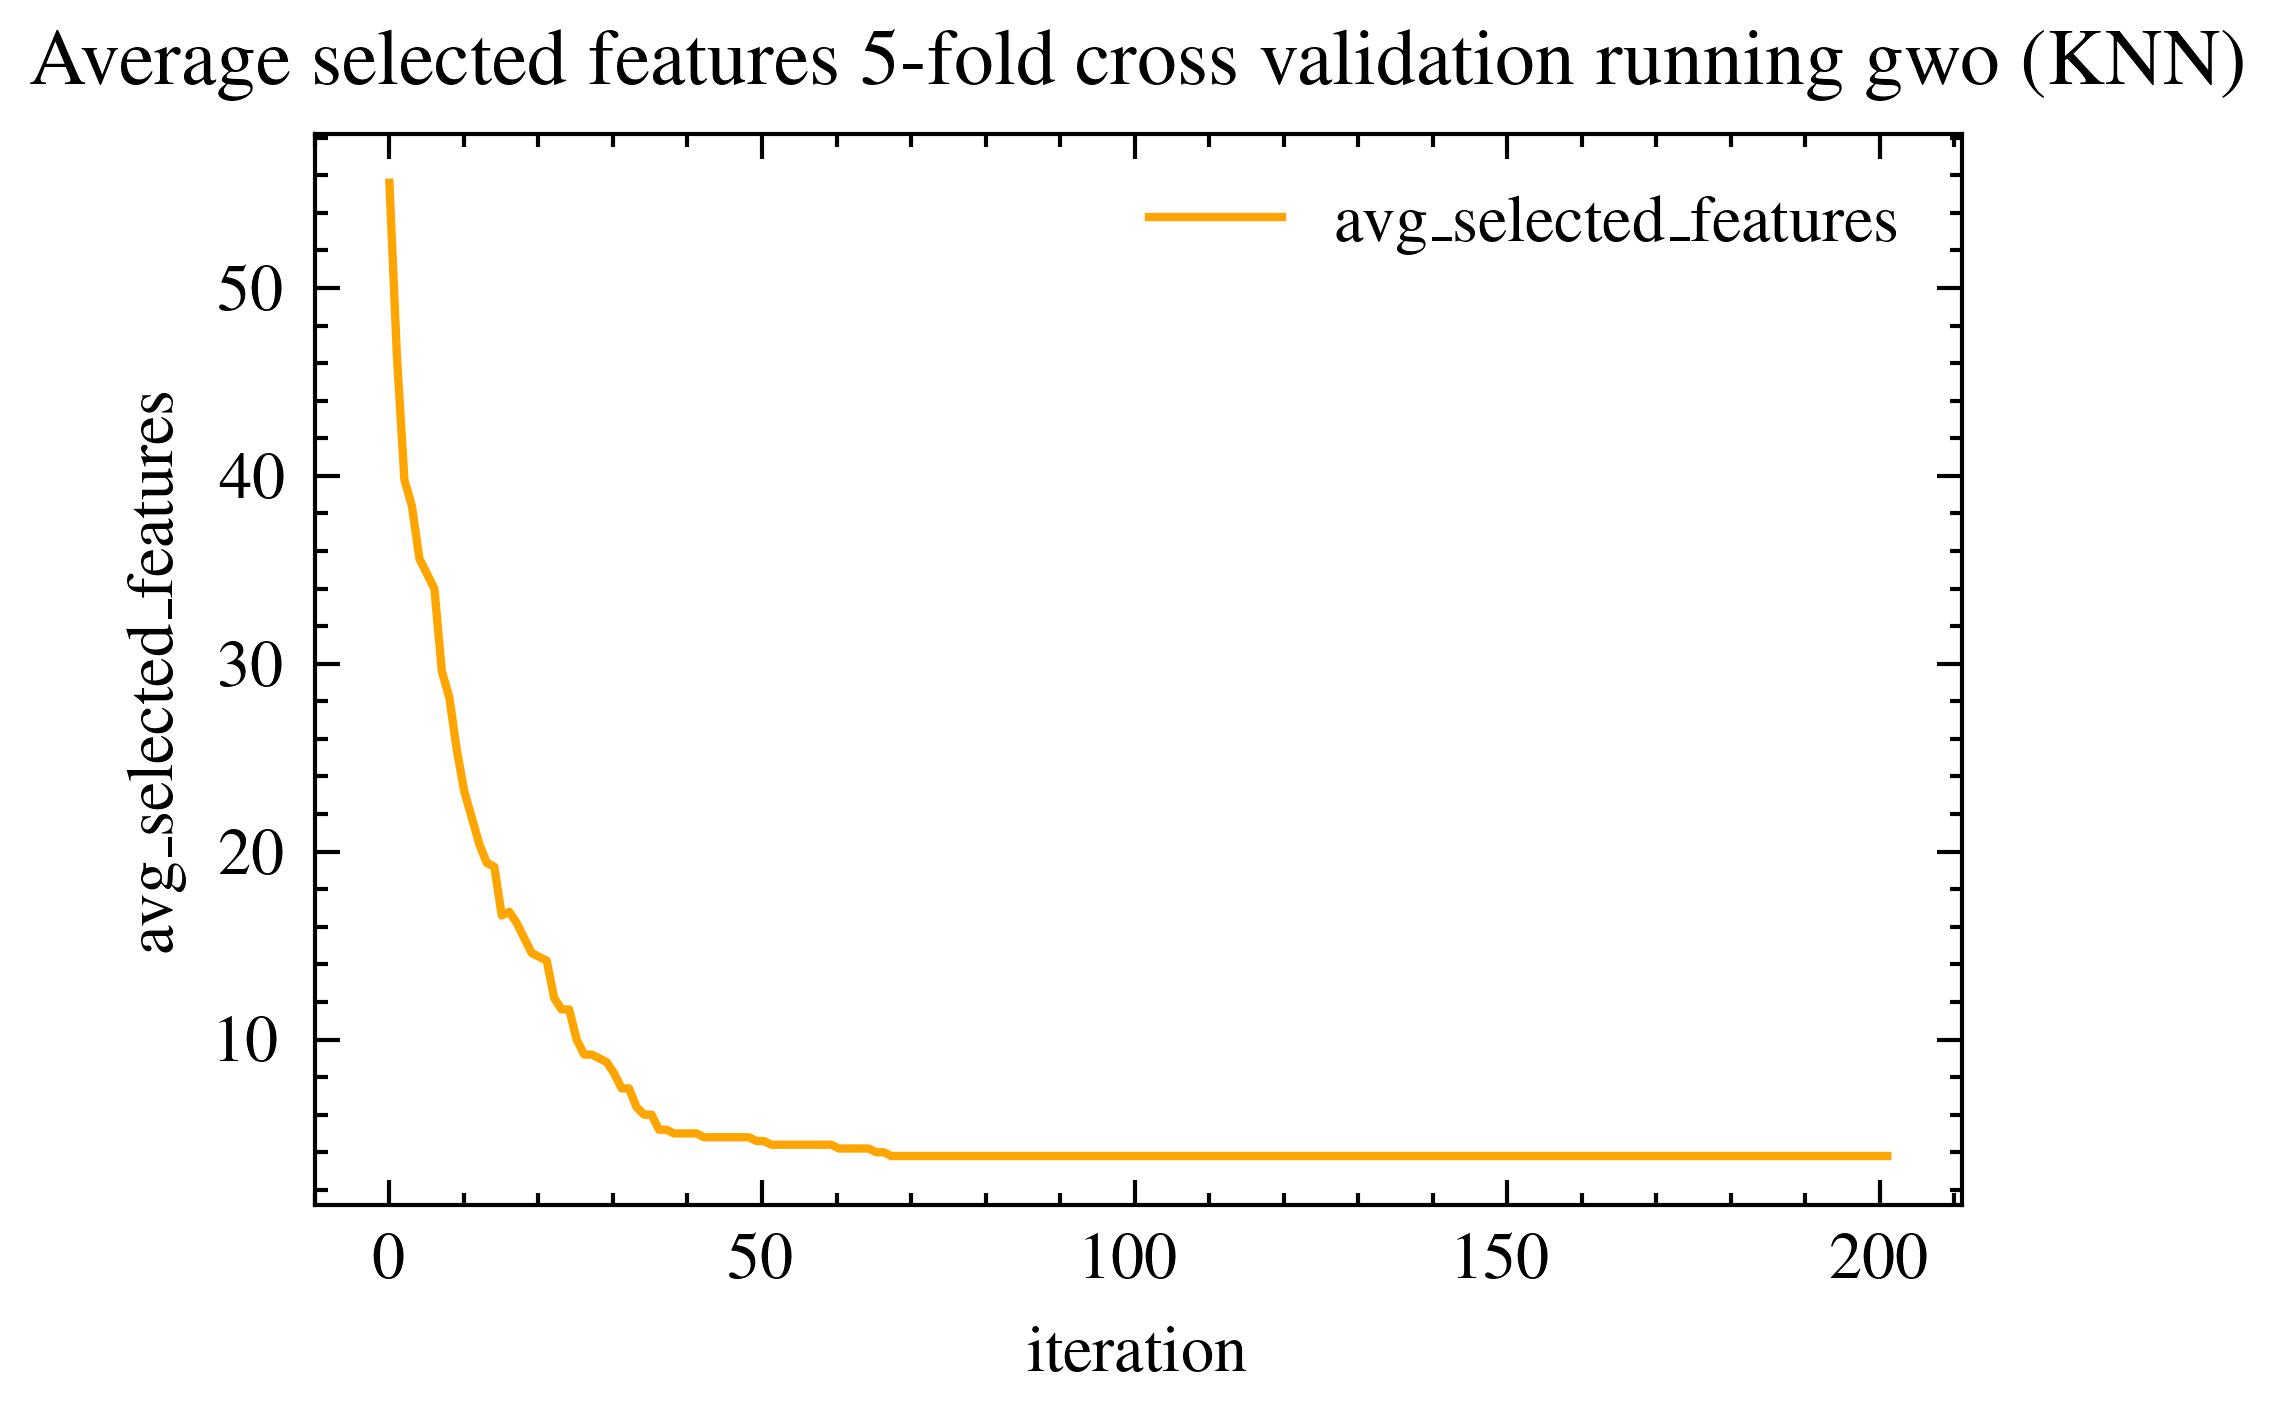 Average selected features 5-fold cross validation running gwo (KNN)
avg_selected_features
avg_selected_features
50
40
30
20
10
0 50 100 150 200
iteration